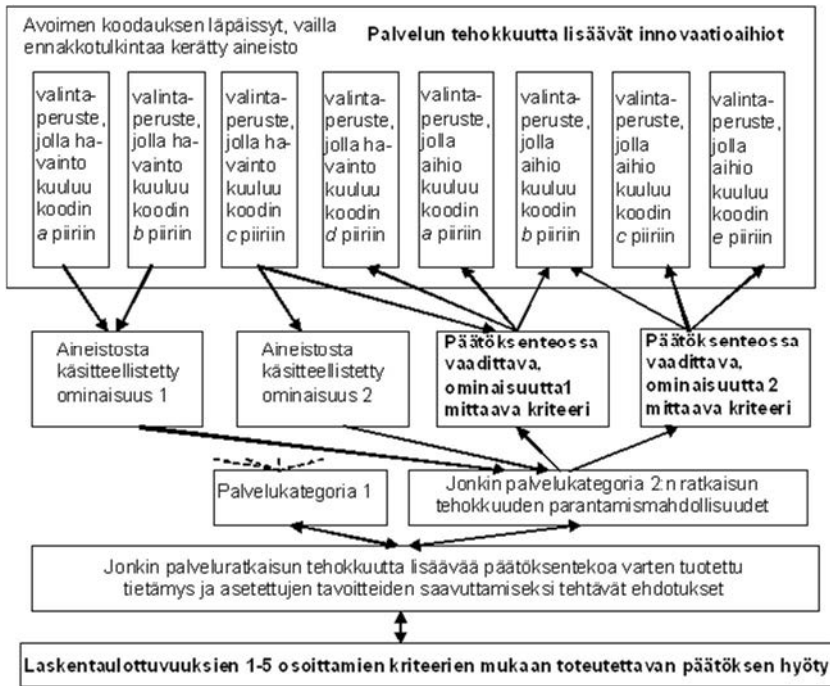 Avoimen koodauksen läpäissyt, vailla
ennakkotulkintaa kerätty aineisto
Palvelun tehokkuutta lisäävät innovaatioaihiot
valinta-
peruste,
jolla ha-
vainto
kuuluu
koodin
a piiriin
valinta-
peruste,
jolla ha-
vainto
kuuluu
koodin
b piiriin
valinta-
peruste,
jolla ha-
vainto
kuuluu
koodin
c piiriin
valinta-
peruste,
jolla ha-
vainto
kuuluu
koodin
d piiriin
valinta-
peruste,
jolla
aihio
kuuluu
koodin
a piiriin
valinta-
peruste,
jolla
aihio
kuuluu
koodin
b piiriin
valinta-
peruste,
jolla
aihio
kuuluu
koodin
c piiriin
valinta-
peruste,
jolla
aihio
kuuluu
koodin
e piiriin
Aineistosta
käsitteellistetty
ominaisuus 1
Aineistosta
käsitteellistetty
ominaisuus 2
Päätöksenteossa
vaadittava,
ominaisuutta1
mittaava kriteeri
Päätöksenteossa
vaadittava,
ominaisuutta 2
mittaava kriteeri
Palvelukategoria 1
Jonkin palvelukategoria 2:n ratkaisun
tehokkuuden parantamismahdollisuudet
Jonkin palveluratkaisun tehokkuutta lisäävää päätöksentekoa varten tuotettu
tietämys ja asetettujen tavoitteiden saavuttamiseksi tehtävät ehdotukset
Laskentaulottuvuuksien 1-5 osoittamien kriteerien mukaan toteutettavan päätöksen hyöty